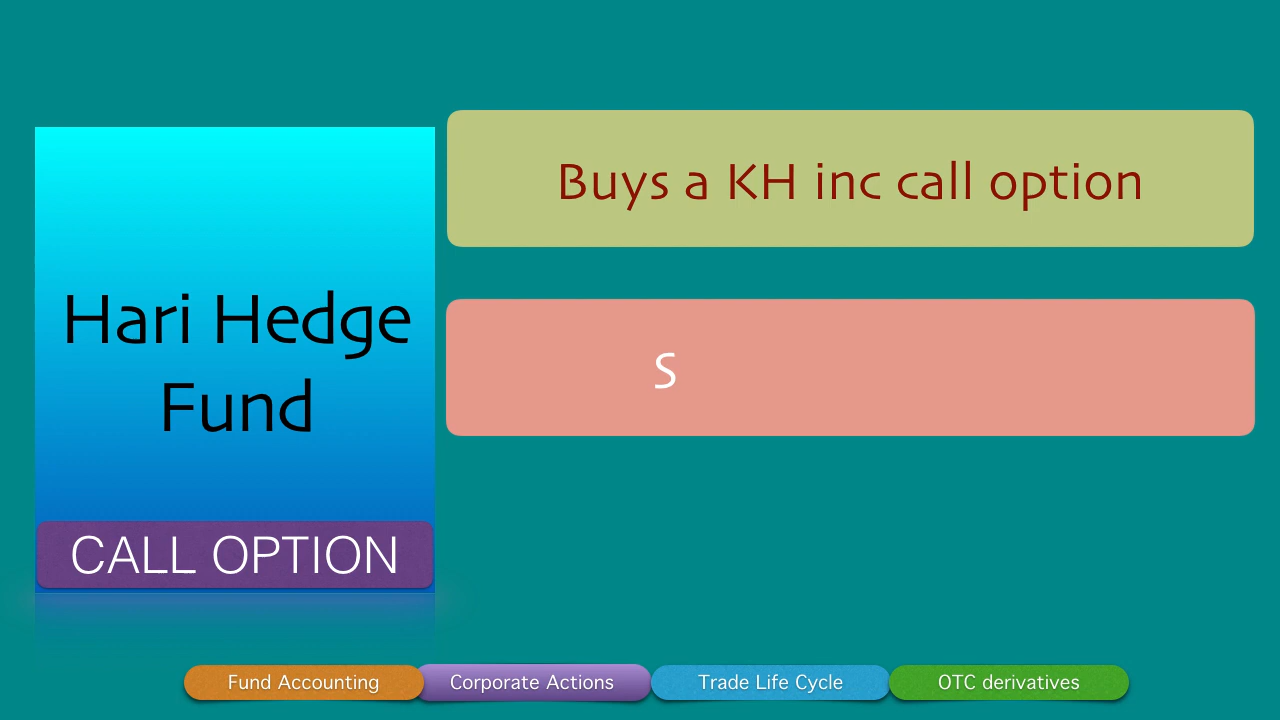 Buys a KH inc call option
Hari Hedge
Fund
S
CALL OPTION
Fund Accounting
Corporate Actions
Trade Life Cycle
OTC derivatives